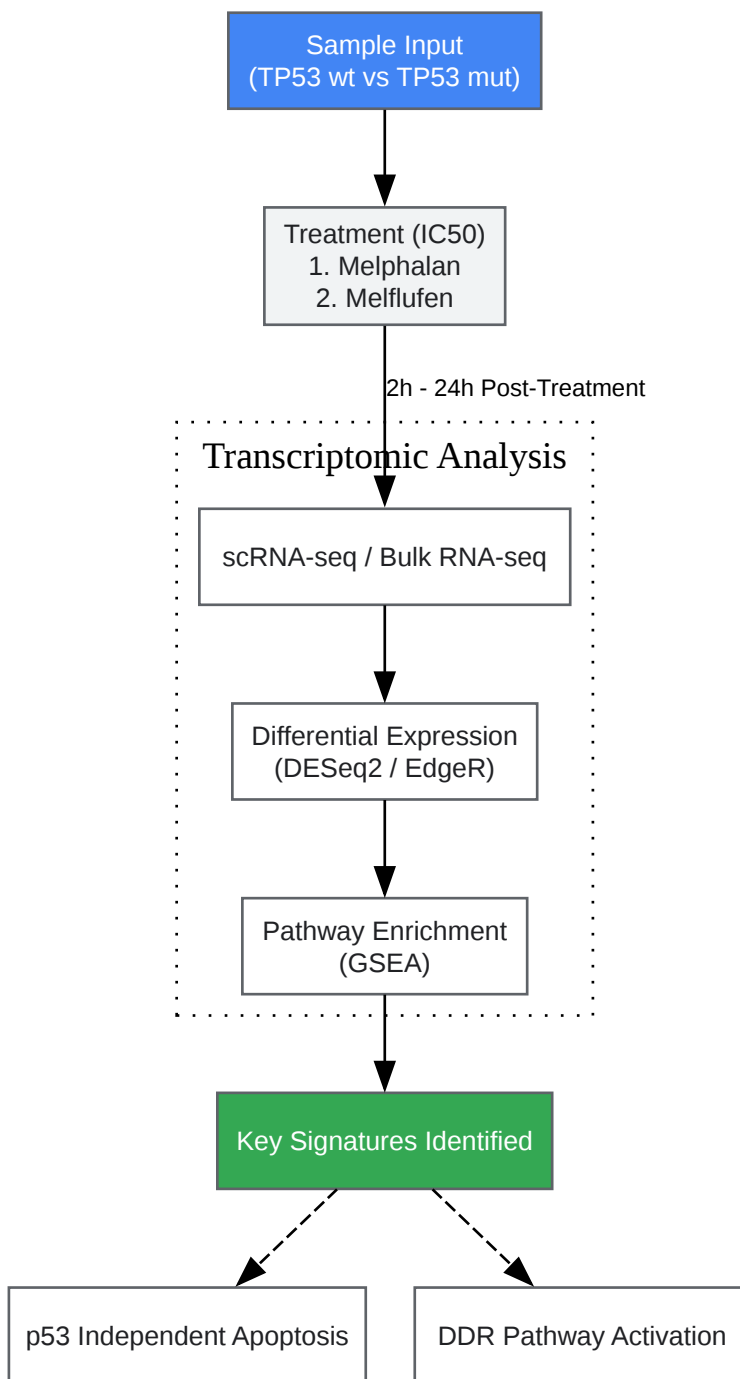 Sample Input
(TP53 wt vs TP53 mut)
Treatment (IC50)
1. Melphalan
2. Melflufen
2h - 24h Post-Treatment
Transcriptomic Analysis
scRNA-seq / Bulk RNA-seq
Differential Expression
(DESeq2 / EdgeR)
Pathway Enrichment
(GSEA)
Key Signatures Identified
p53 Independent Apoptosis
DDR Pathway Activation